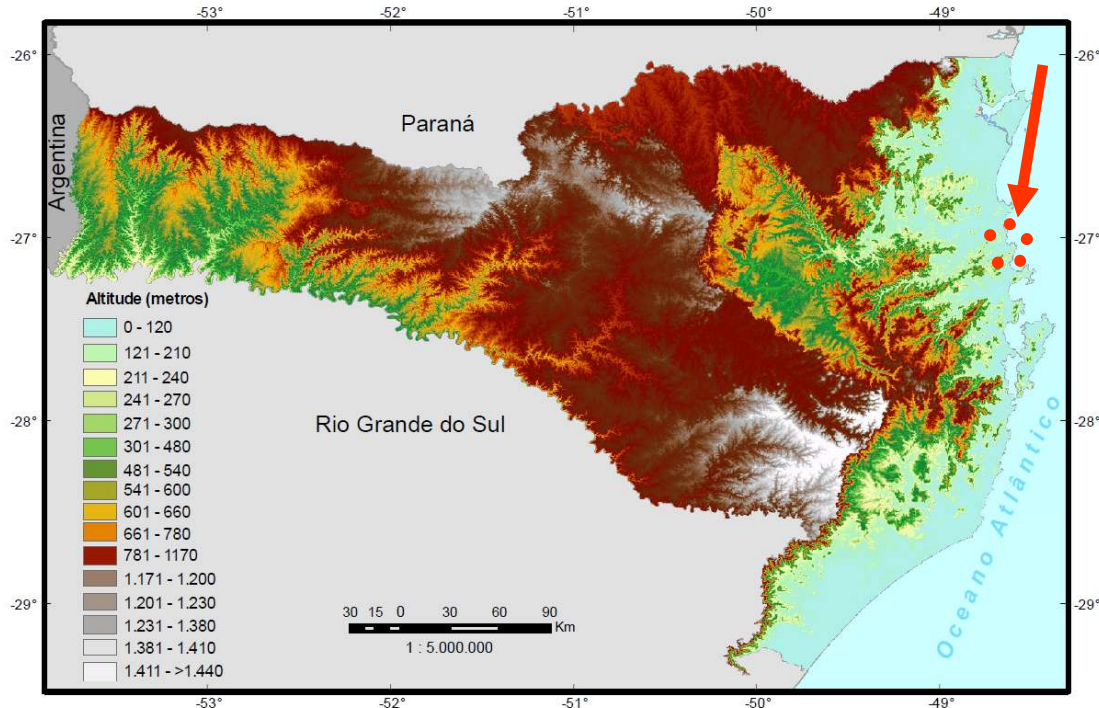 -53° -52° -51° -50° -49°
-26° -26°
Paraná
Argentina
-27° -27°
Altitude (metros)
0 - 120
121 - 210
211 - 240
241 - 270
271 - 300
301 - 480
481 - 540
541 - 600
601 - 660
661 - 780
781 - 1170
1.171 - 1.200
1.201 - 1.230
1.231 - 1.380
1.381 - 1.410
1.411 - >1.440
Rio Grande do Sul
-28° -28°
Oceano Atlântico
-29° -29°
30 15 0 30 60 90
Km
1 : 5.000.000
-53° -52° -51° -50° -49°